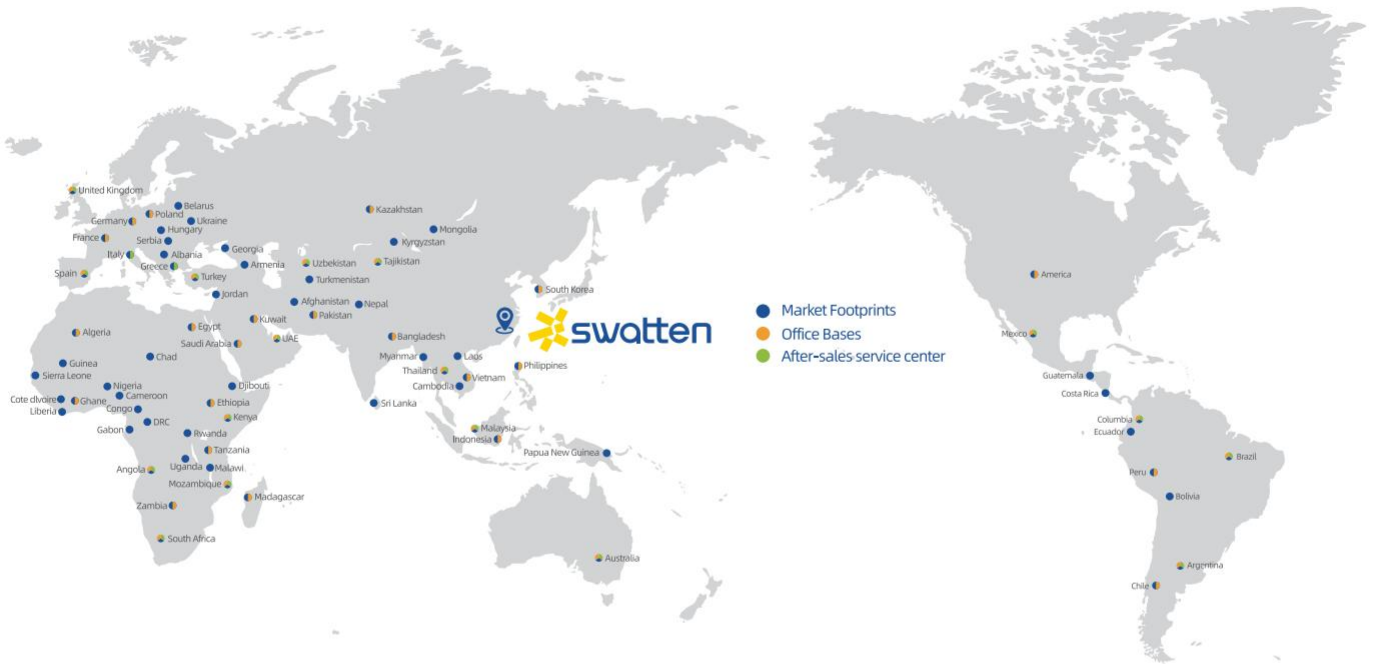 United Kingdom
Belarus
Poland
Germany
Ukraine
Hungary
France
Serbia
Italy
Albania
Greece
Spain
Turkey
Georgia
Armenia
Jordan
Kazakhstan
Mongolia
Kyrgyzstan
Uzbekistan
Tajikistan
Turkmenistan
Afghanistan
Nepal
Pakistan
Kuwait
Egypt
Saudi Arabia
UAE
Algeria
Chad
Guinea
Sierra Leone
Nigeria
Cameroon
Cote dIvoire
Ghane
Liberia
Congo
DRC
Gabon
Djibouti
Ethiopia
Kenya
Rwanda
Tanzania
Uganda
Malawi
Angola
Mozambique
Madagascar
Zambia
South Africa
South Korea
swatten
Bangladesh
Myanmar
Laos
Thailand
Philippines
Vietnam
Cambodia
Sri Lanka
Malaysia
Indonesia
Papua New Guinea
Australia
Market Footprints
Office Bases
After-sales service center
America
Mexico
Guatemala
Costa Rica
Columbia
Ecuador
Brazil
Peru
Bolivia
Argentina
Chile